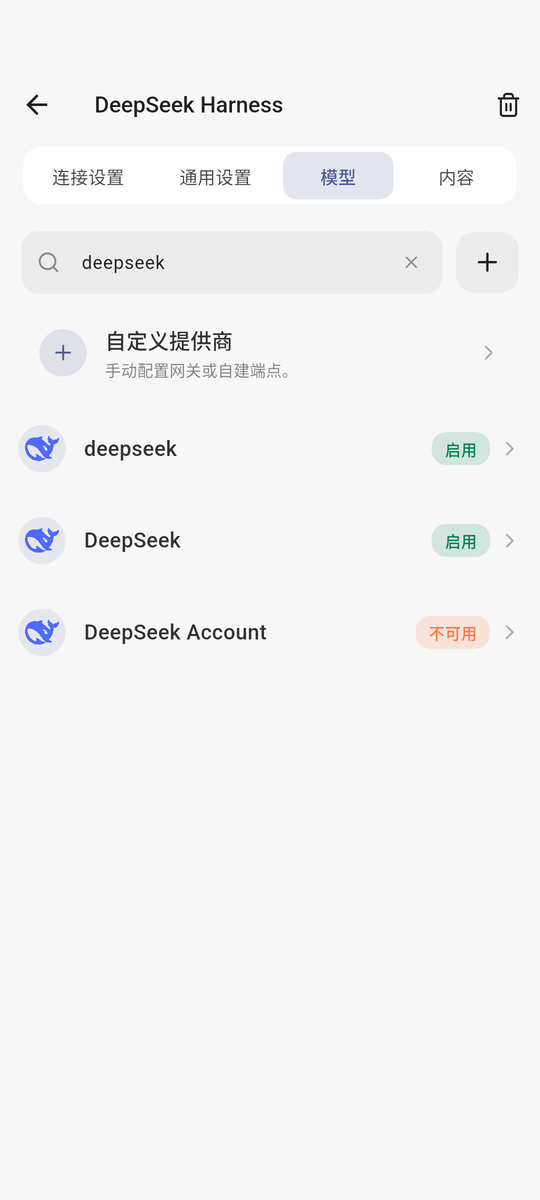 DeepSeek Harness
连接设置 通用设置 模型 内容
deepseek
自定义提供商
手动配置网关或自建端点。
deepseek 启用
DeepSeek 启用
DeepSeek Account 不可用